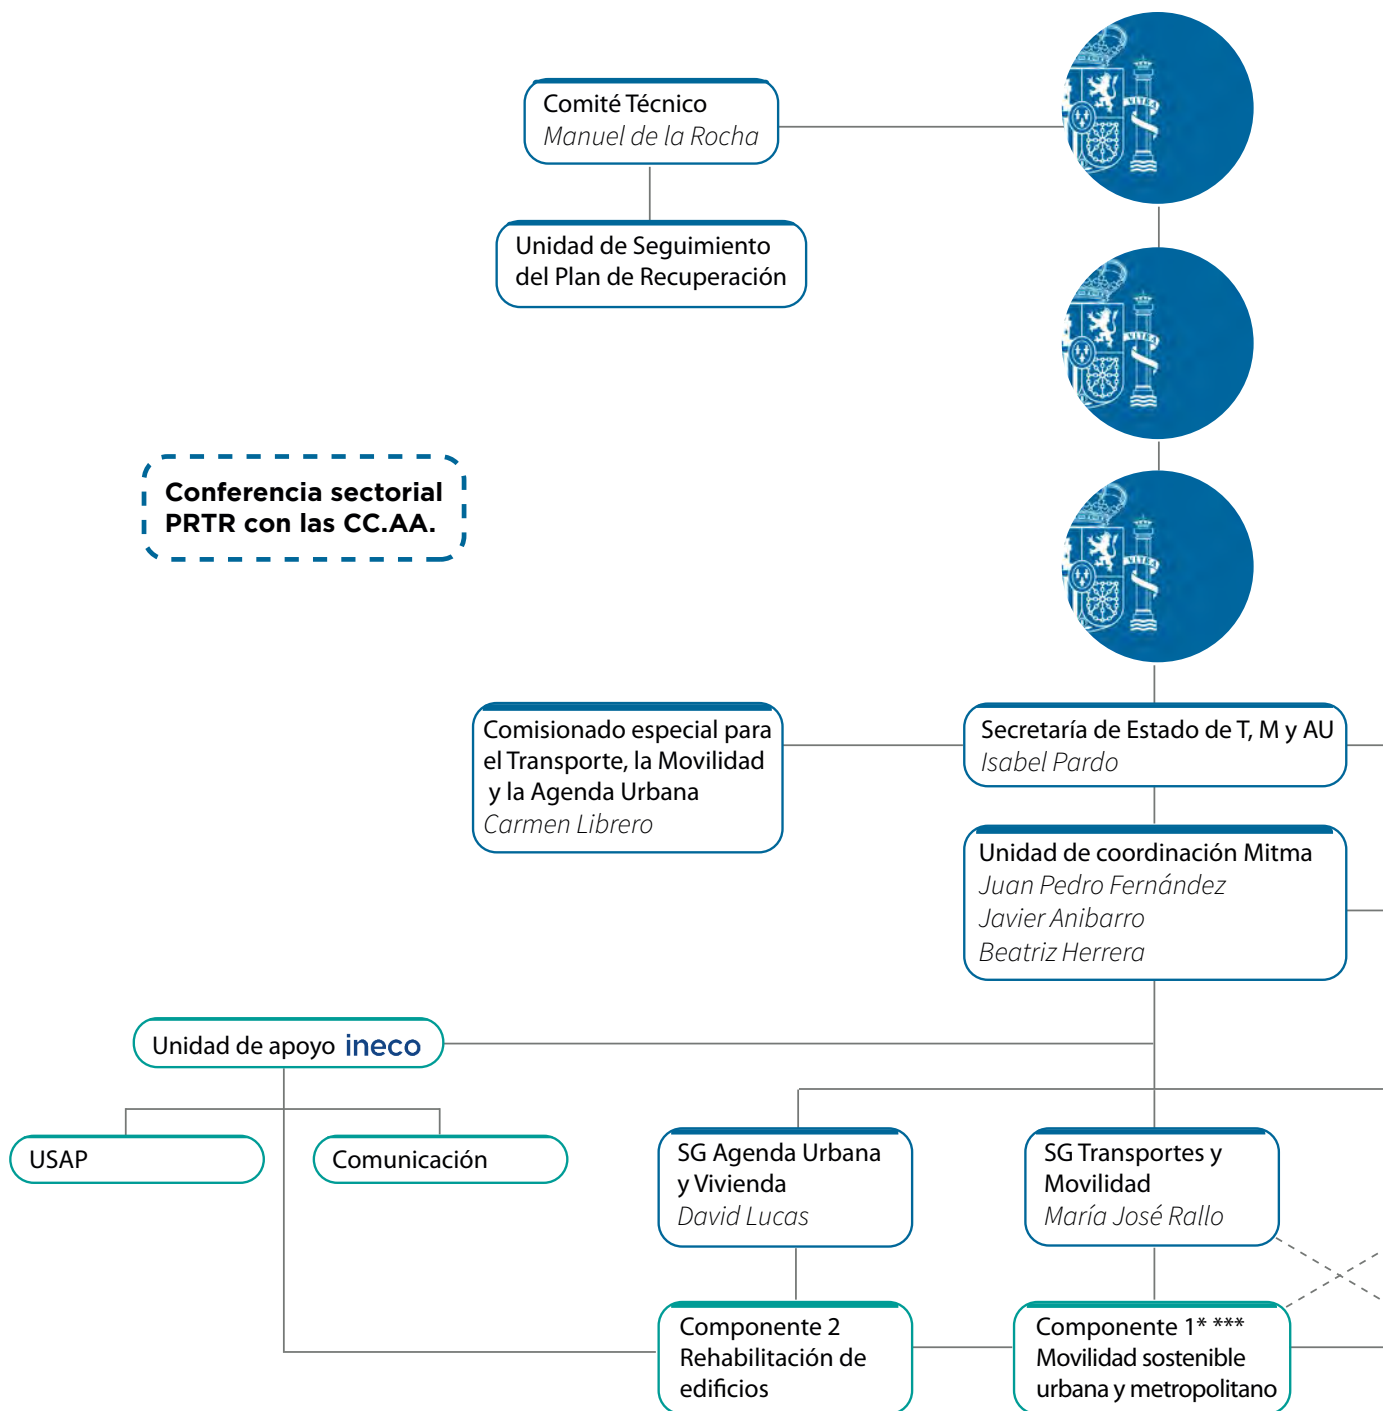 Comité Técnico
Manuel de la Rocha
Unidad de Seguimiento
del Plan de Recuperación
Conferencia sectorial
PRTR con las CC.AA.
Comisionado especial para
el Transporte, la Movilidad
y la Agenda Urbana
Carmen Librero
Secretaría de Estado de T, M y AU
Isabel Pardo
Unidad de coordinación Mitma
Juan Pedro Fernández
Javier Anibarro
Beatriz Herrera
Unidad de apoyo ineco
USAP
Comunicación
SG Agenda Urbana
y Vivienda
David Lucas
SG Transportes y
Movilidad
María José Rallo
Componente 2
Rehabilitación de
edificios
Componente 1* ***
Movilidad sostenible
urbana y metropolitano